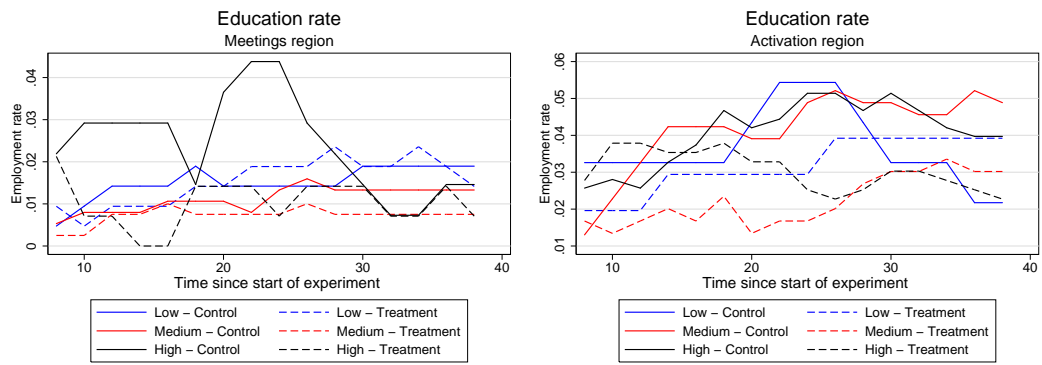 Education rate
Meetings region
Employment rate
0
.01
.02
.03
.04
10
20
30
40
Time since start of experiment
Low – Control
Low – Treatment
Medium – Control
Medium – Treatment
High – Control
High – Treatment
Education rate
Activation region
Employment rate
.01
.02
.03
.04
.05
.06
10
20
30
40
Time since start of experiment
Low – Control
Low – Treatment
Medium – Control
Medium – Treatment
High – Control
High – Treatment